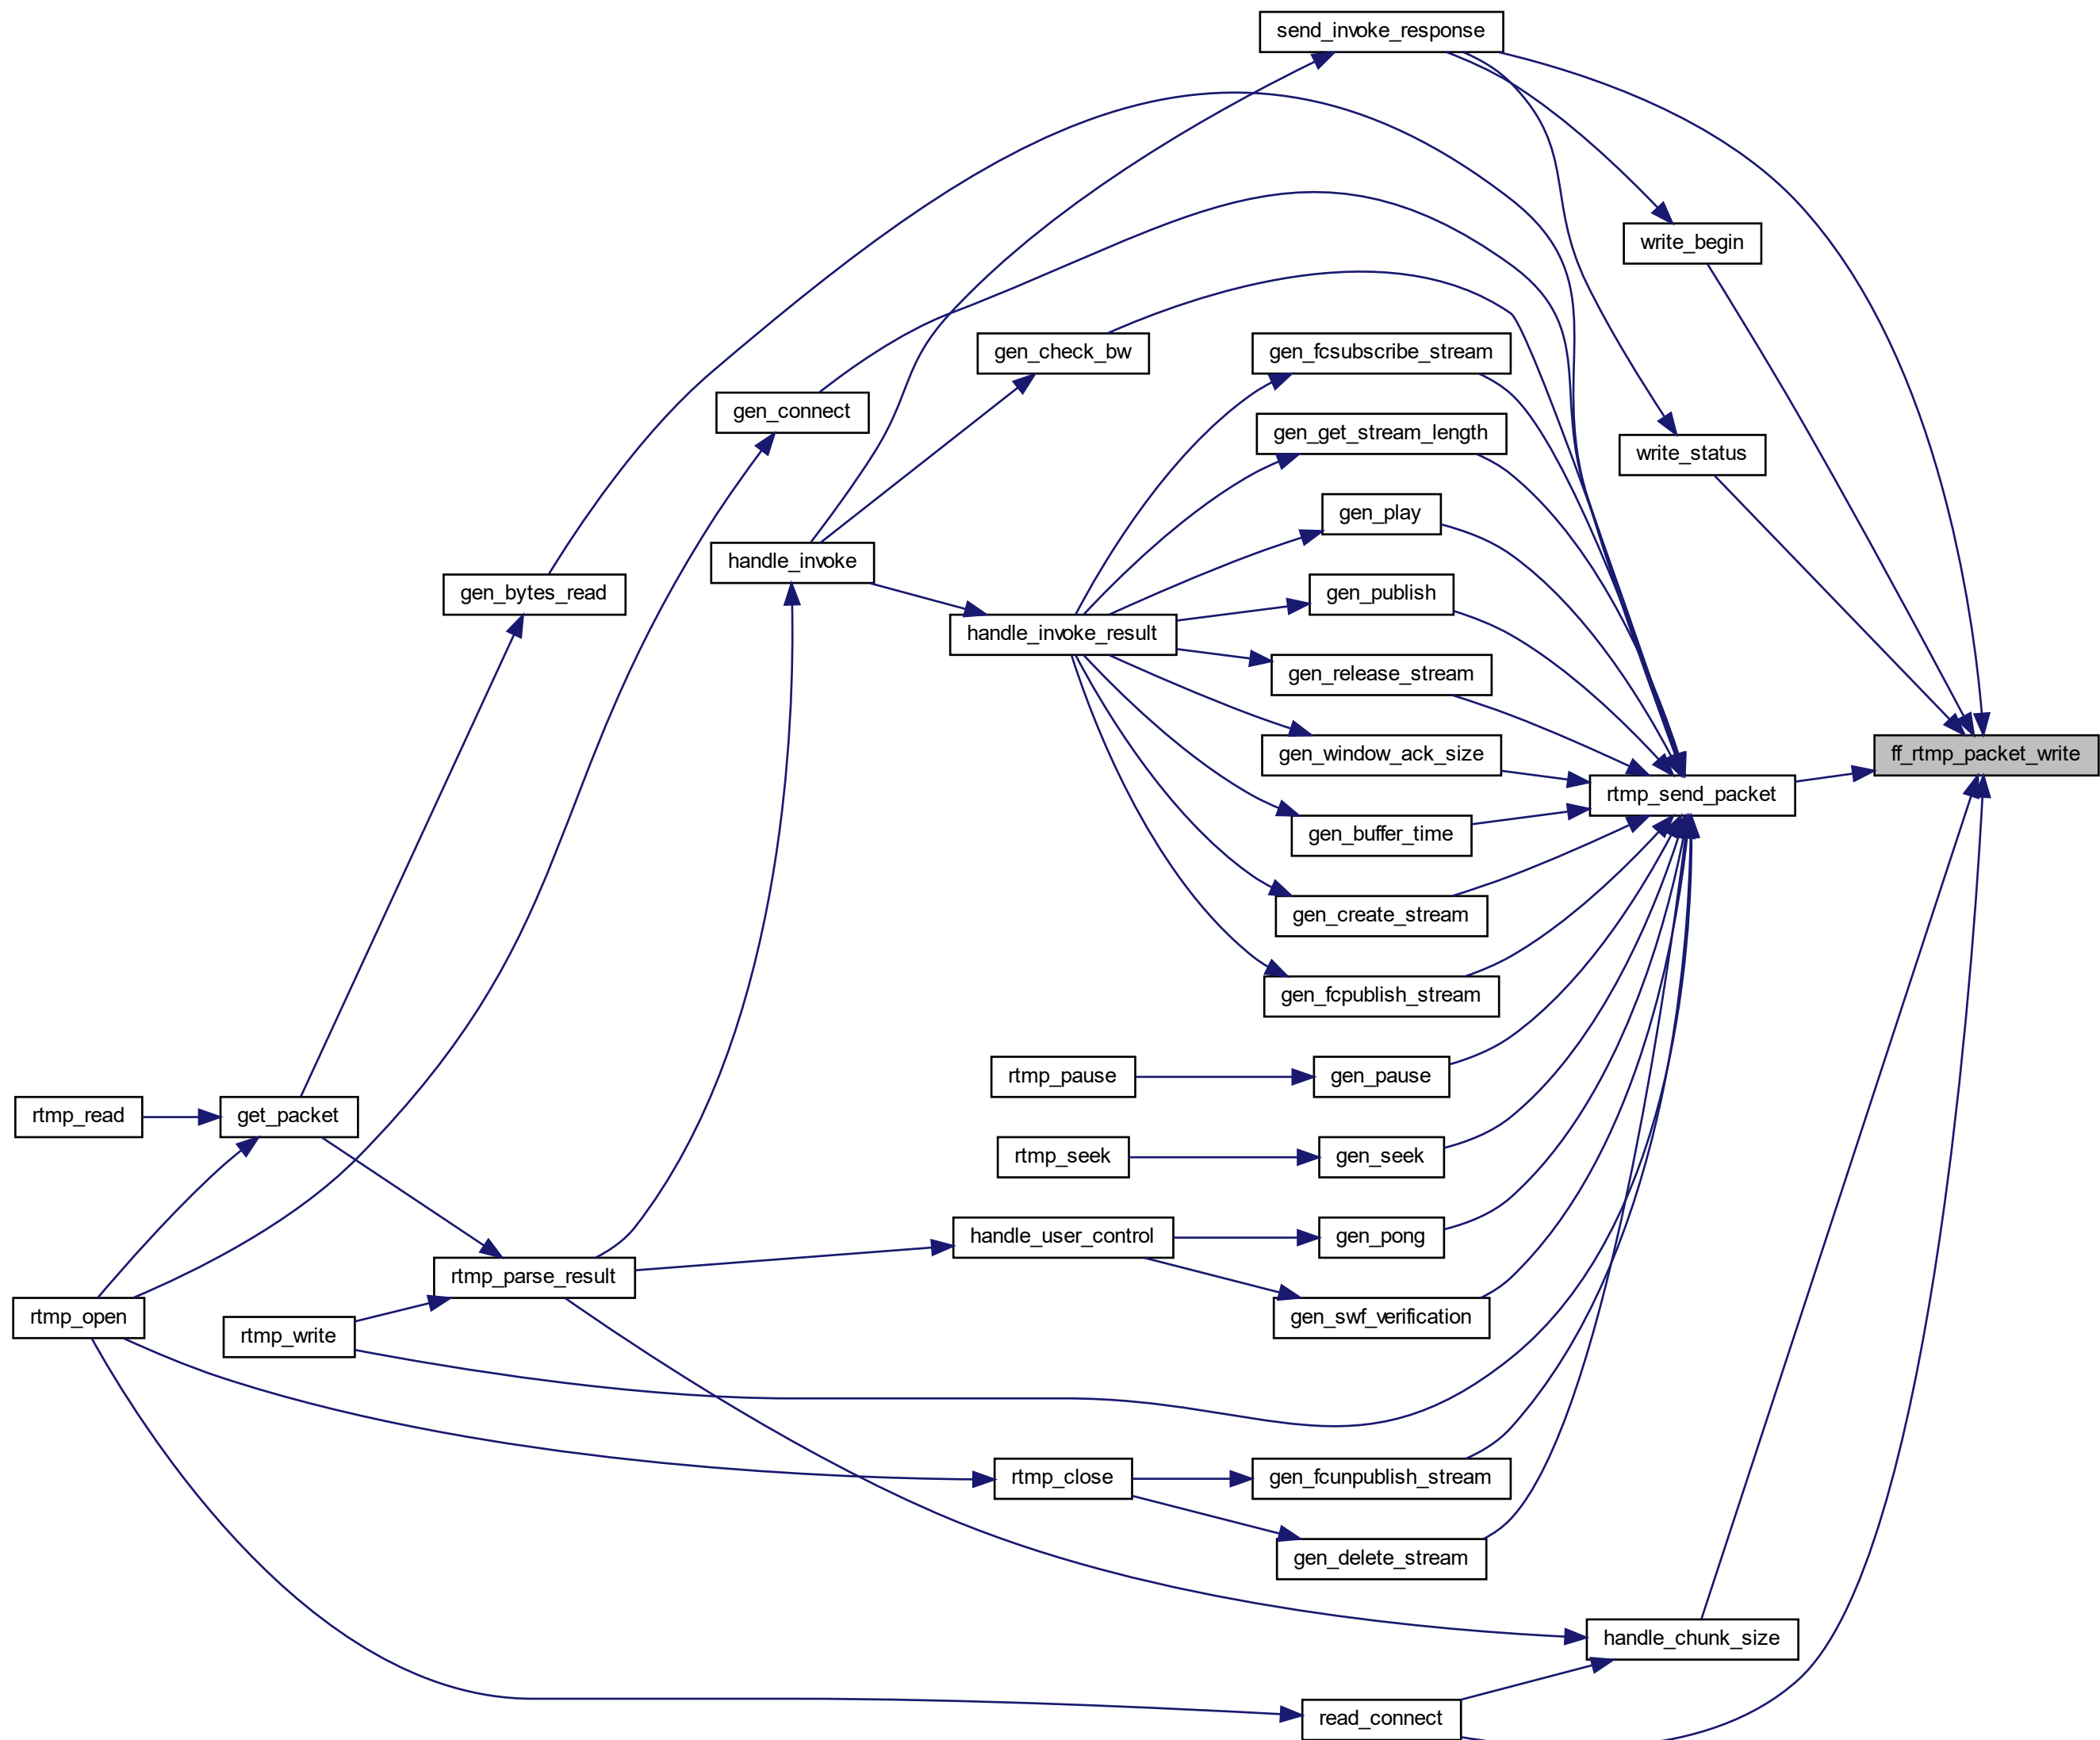 send_invoke_response
write_begin
gen_check_bw
gen_fcsubscribe_stream
gen_connect
gen_get_stream_length
write_status
gen_play
handle_invoke
gen_bytes_read
gen_publish
handle_invoke_result
gen_release_stream
gen_window_ack_size
ff_rtmp_packet_write
rtmp_send_packet
gen_buffer_time
gen_create_stream
gen_fcpublish_stream
rtmp_pause
gen_pause
rtmp_read
get_packet
rtmp_seek
gen_seek
handle_user_control
gen_pong
rtmp_parse_result
rtmp_open
rtmp_write
gen_swf_verification
rtmp_close
gen_fcunpublish_stream
gen_delete_stream
handle_chunk_size
read_connect